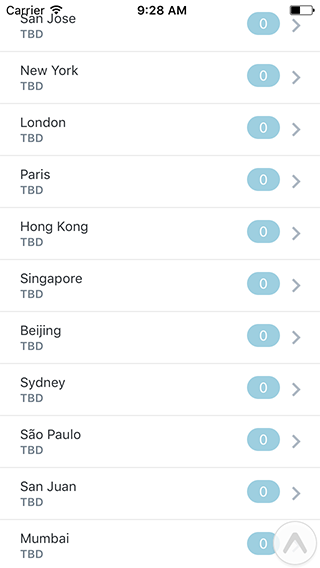 Carrier 9:28 AM
San Jose 0
TBD
New York 0
TBD
London 0
TBD
Paris 0
TBD
Hong Kong 0
TBD
Singapore 0
TBD
Beijing 0
TBD
Sydney 0
TBD
São Paulo 0
TBD
San Juan 0
TBD
Mumbai 0
TBD